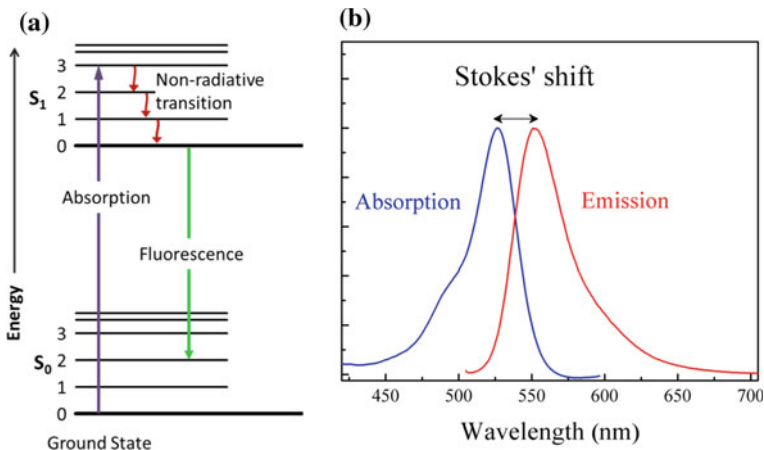 (a)
3
2
1
0
S1
Non-radiative
transition
Absorption
Fluorescence
Energy
3
2
1
0
S0
Ground State
(b)
Stokes' shift
Absorption
Emission
450
500
550
600
650
700
Wavelength (nm)